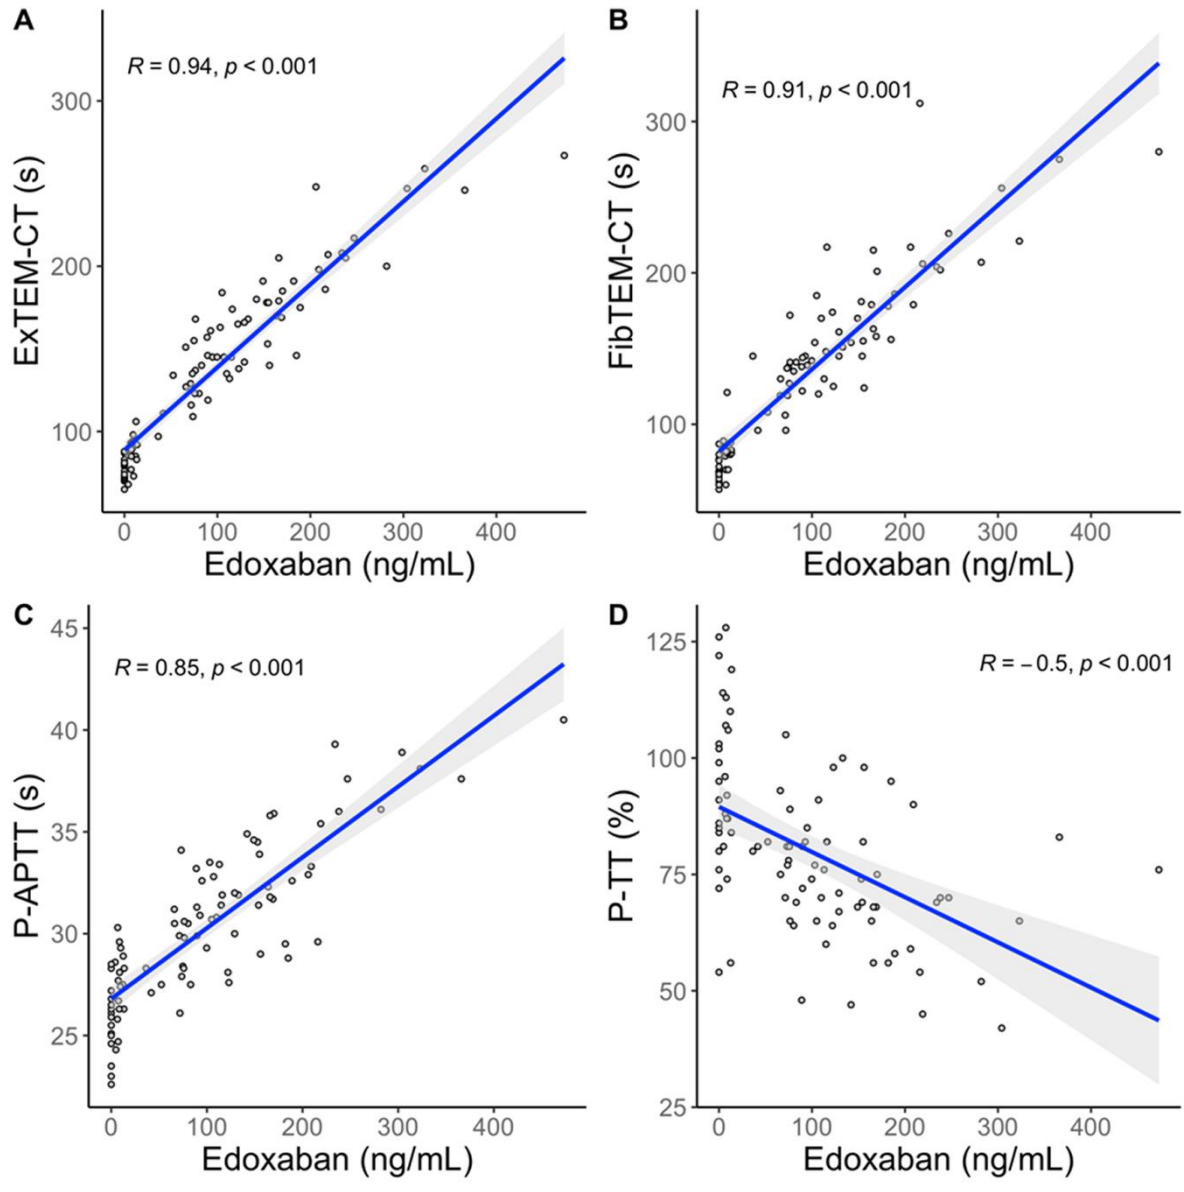 A
R = 0.94, p < 0.001
ExTEM-CT (s)
300
200
100
0 100 200 300 400
Edoxaban (ng/mL)
B
R = 0.91, p < 0.001
FibTEM-CT (s)
300
200
100
0 100 200 300 400
Edoxaban (ng/mL)
C
R = 0.85, p < 0.001
P-APTT (s)
45
40
35
30
25
0 100 200 300 400
Edoxaban (ng/mL)
D
R = −0.5, p < 0.001
P-TT (%)
125
100
75
50
25
0 100 200 300 400
Edoxaban (ng/mL)